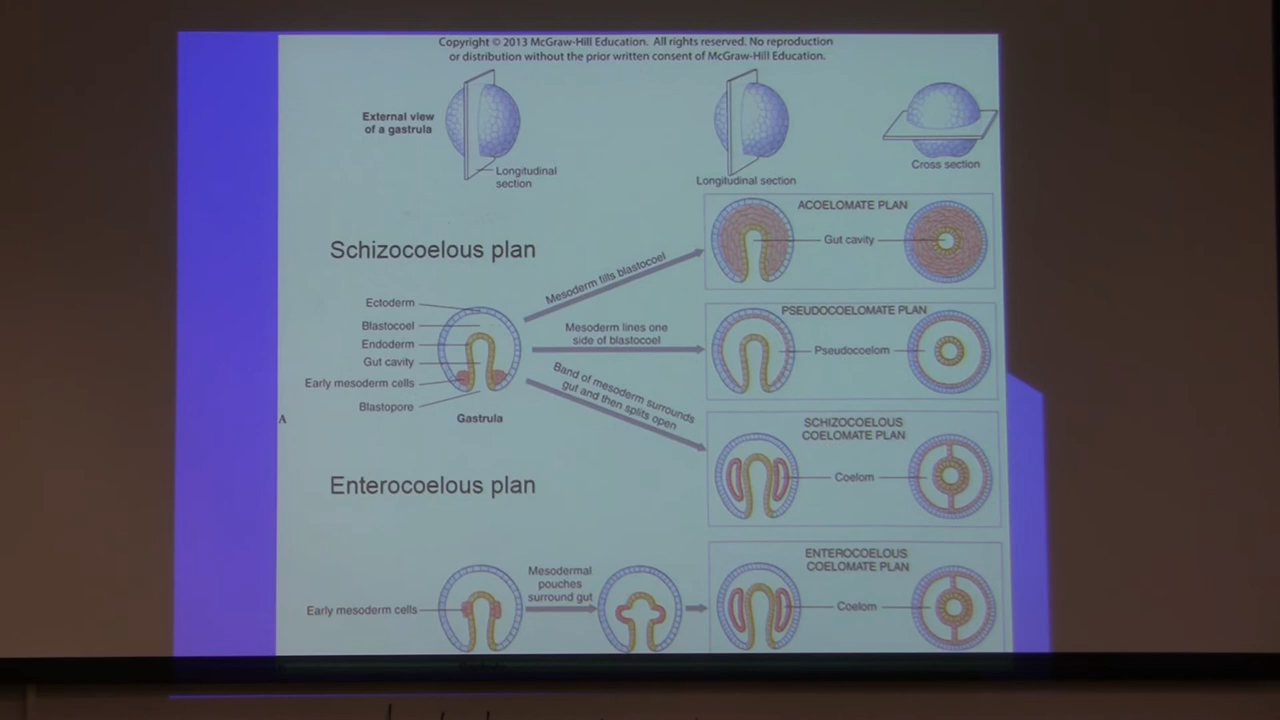 Copyright © 2013 McGraw-Hill Education. All rights reserved. No reproduction
or distribution without the prior written consent of McGraw-Hill Education.
External view
of a gastrula
Longitudinal
section
Longitudinal section
Cross section
Schizocoelous plan
Mesoderm fills blastocoel
ACOELOMATE PLAN
Gut cavity
Ectoderm
Blastocoel
Endoderm
Gut cavity
Early mesoderm cells
Blastopore
A
Gastrula
Mesoderm lines one
side of blastocoel
PSEUDOCOELOMATE PLAN
Pseudocoelom
Band of mesoderm surrounds
gut and then splits open
SCHIZOCOELOUS
COELOMATE PLAN
Coelom
Enterocoelous plan
Early mesoderm cells
Mesodermal
pouches
surround gut
ENTEROCOELOUS
COELOMATE PLAN
Coelom